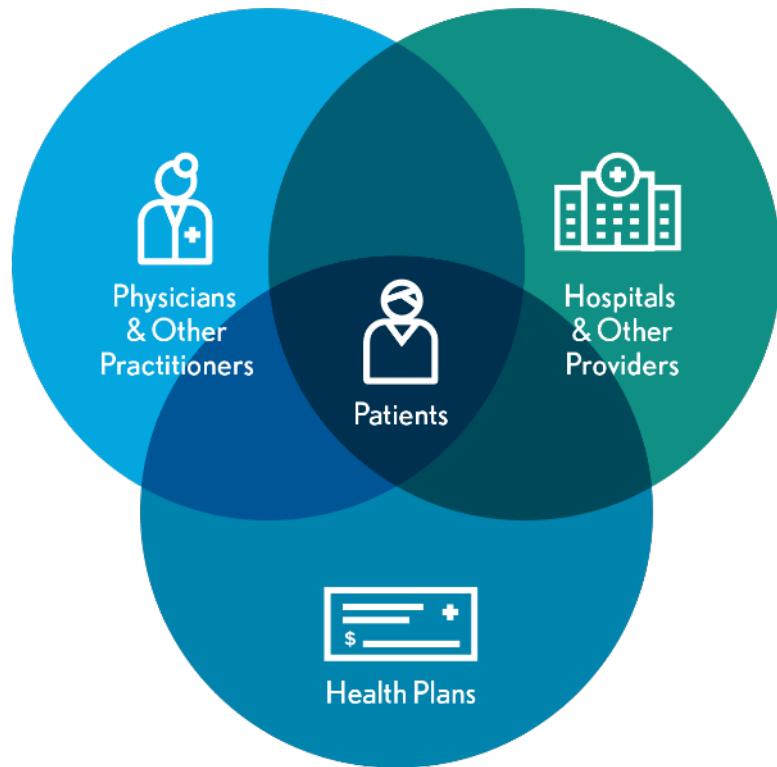 Physicians
& Other
Practitioners
Hospitals
& Other
Providers
Patients
$
Health Plans